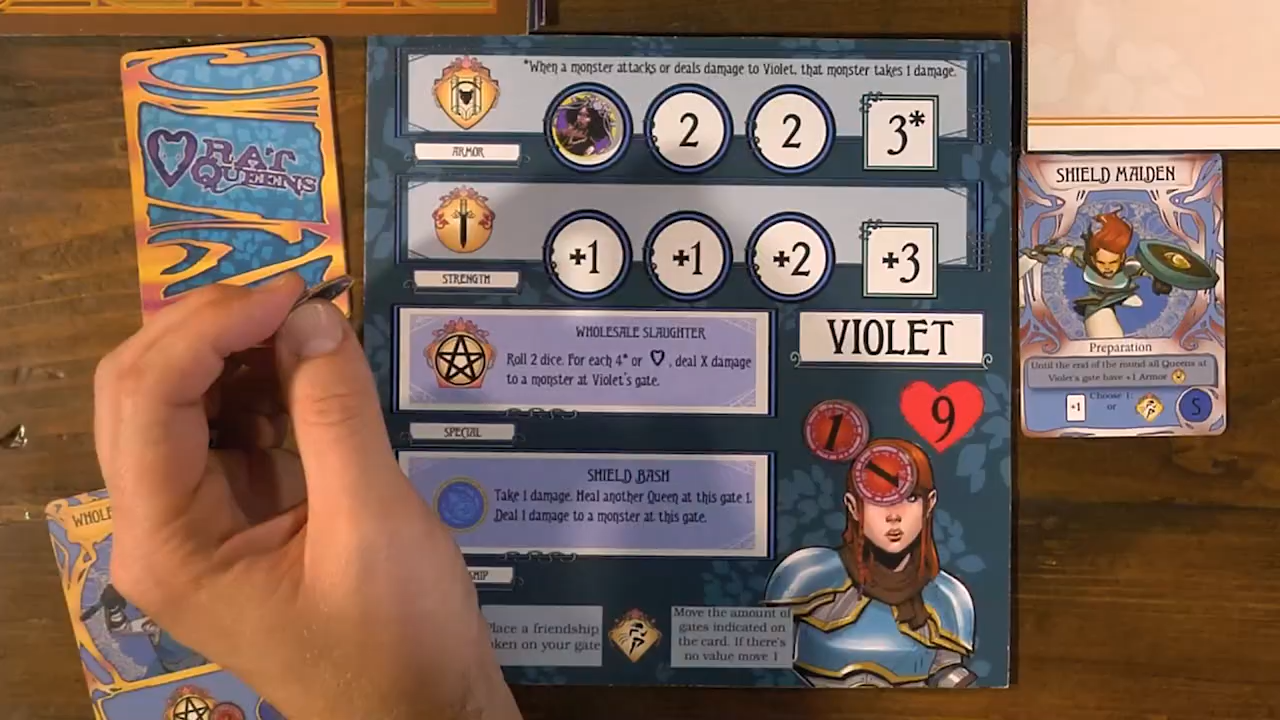 *When a monster attacks or deals damage to Violet, that monster takes 1 damage.
2
2
3*
ARMOR
RAT
QUEENS
SHIELD MAIDEN
+1
+1
+2
+3
STRENGTH
WHOLESALE SLAUGHTER
Roll 2 dice. For each 4* or , deal X damage
to a monster at Violet's gate.
SPECIAL
VIOLET
9
1
1
Preparation
Until the end of the round all Queens at
Violet's gate have +1 Armor
Choose 1:
+1
or
5
SHIELD BASH
Take 1 damage. Heal another Queen at this gate 1.
Deal 1 damage to a monster at this gate.
WHOLE
Place a friendship
ken on your gate
Move the amount of
gates indicated on
the card. If there's
no value move 1